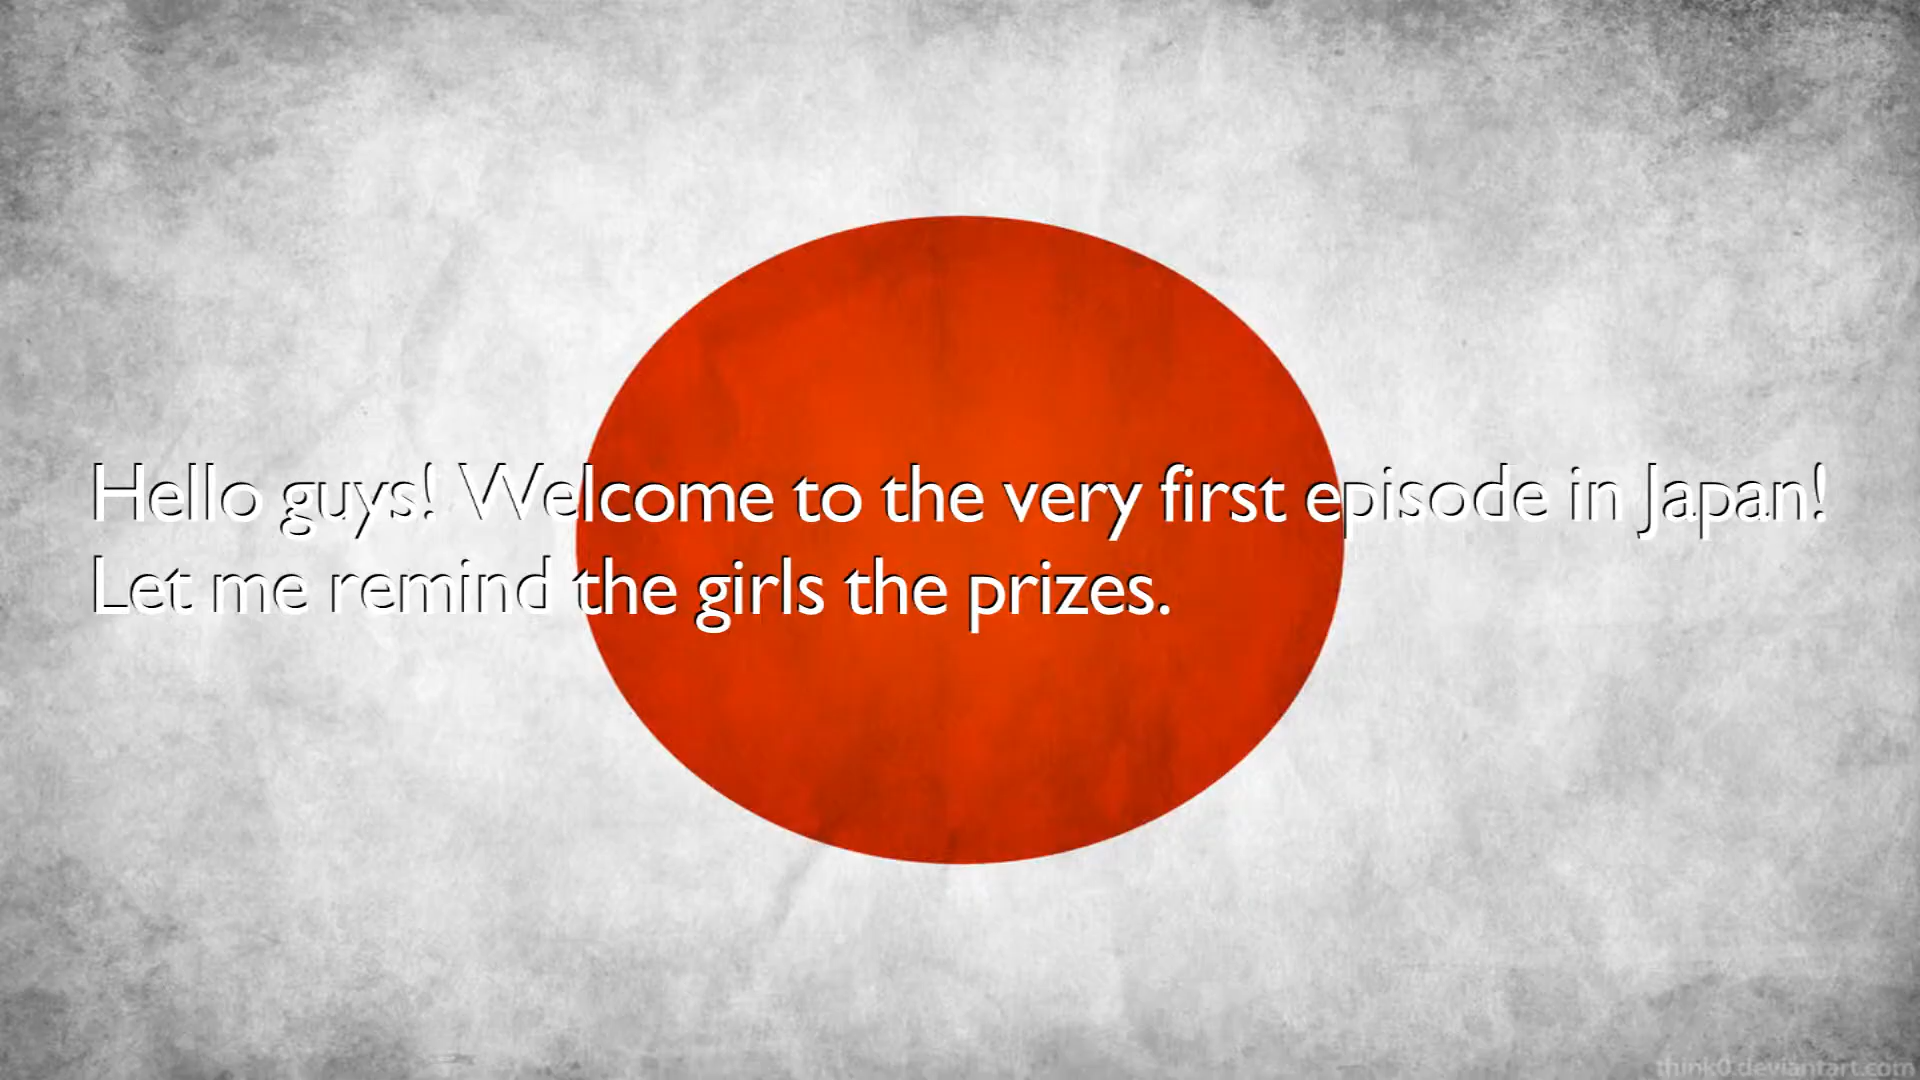 Hello guys! Welcome to the very first episode in Japan!
Let me remind the girls the prizes.
think0.deviantart.com